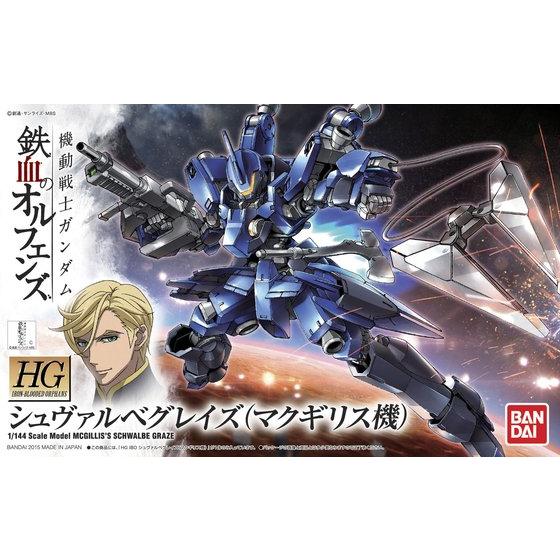 ©創通・サンライズ・MBS
機動戦士ガンダム
鉄血のオルフェンズ
HG
IRON-BLOODED ORPHANS
シュヴァルベグレイズ(マクギリス機)
1/144 Scale Model MCGILLIS'S SCHWALBE GRAZE
BANDAI 2015 MADE IN JAPAN
BAN
DAI